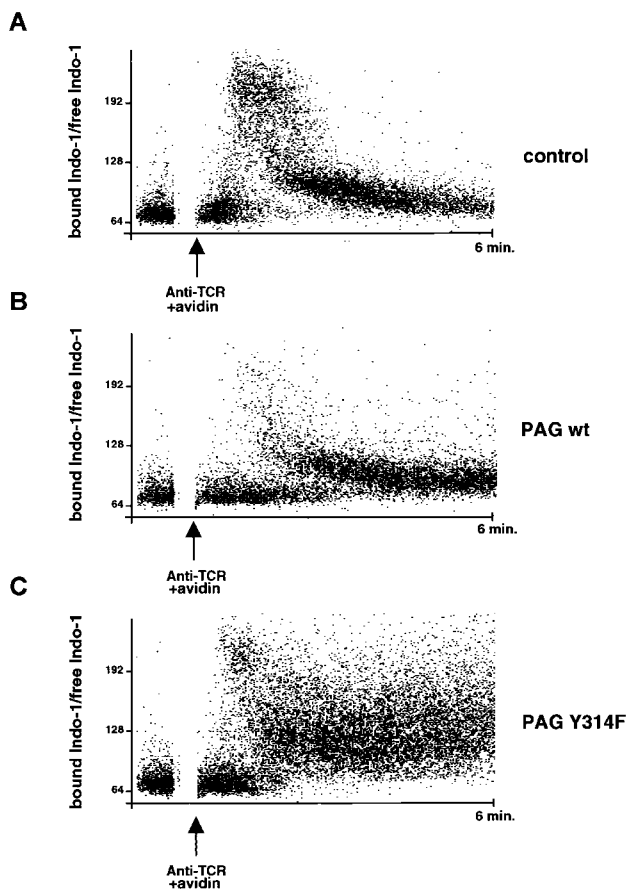 A
bound Indo-1/free Indo-1
192
128
64
control
6 min.
Anti-TCR
+avidin
B
bound Indo-1/free Indo-1
192
128
64
PAG wt
6 min.
Anti-TCR
+avidin
C
bound Indo-1/free Indo-1
192
128
64
PAG Y314F
6 min.
Anti-TCR
+avidin